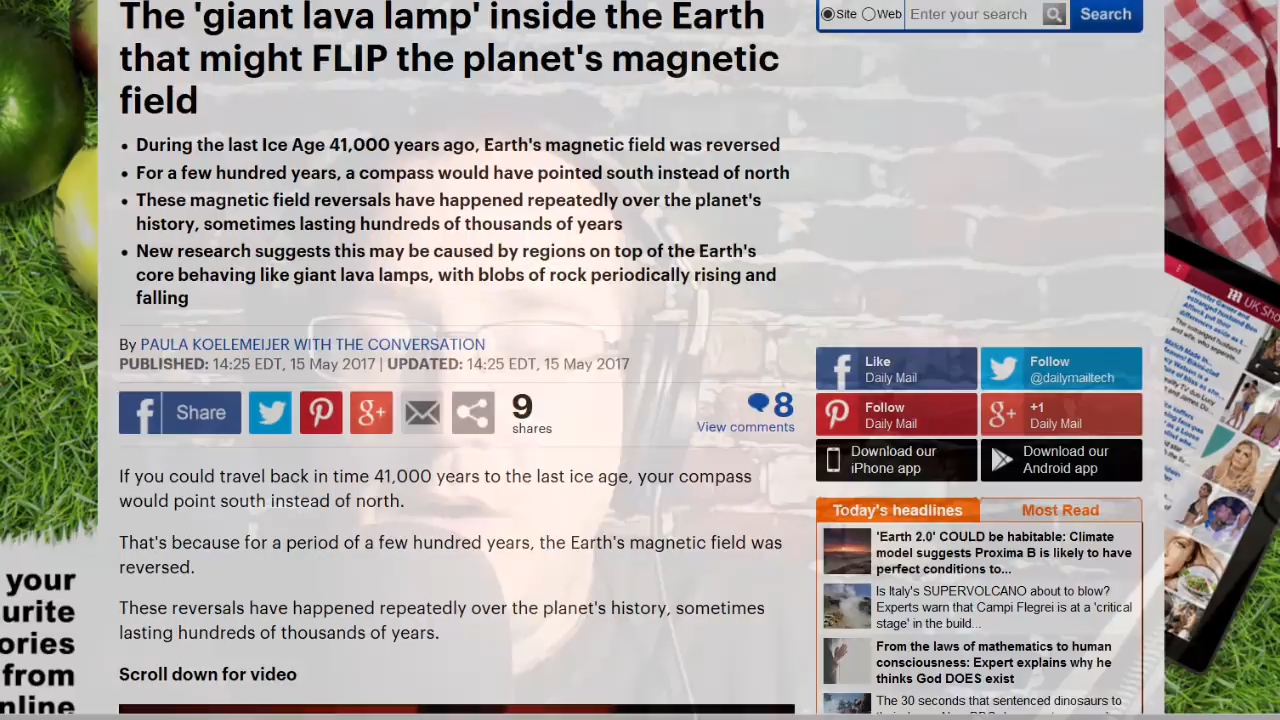 The 'giant lava lamp' inside the Earth
that might FLIP the planet's magnetic
field
• During the last Ice Age 41,000 years ago, Earth's magnetic field was reversed
• For a few hundred years, a compass would have pointed south instead of north
• These magnetic field reversals have happened repeatedly over the planet's
history, sometimes lasting hundreds of thousands of years
• New research suggests this may be caused by regions on top of the Earth's
core behaving like giant lava lamps, with blobs of rock periodically rising and
falling
By PAULA KOELEMEIJER WITH THE CONVERSATION
PUBLISHED: 14:25 EDT, 15 May 2017 | UPDATED: 14:25 EDT, 15 May 2017
Share
9
shares
8
View comments
If you could travel back in time 41,000 years to the last ice age, your compass
would point south instead of north.
That's because for a period of a few hundred years, the Earth's magnetic field was
reversed.
These reversals have happened repeatedly over the planet's history, sometimes
lasting hundreds of thousands of years.
Scroll down for video
Site Web Enter your search Search
Like
Daily Mail
Follow
@dailymailtech
Follow
Daily Mail
+1
Daily Mail
Download our
iPhone app
Download our
Android app
Today's headlines Most Read
'Earth 2.0' COULD be habitable: Climate
model suggests Proxima B is likely to have
perfect conditions to...
Is Italy's SUPERVOLCANO about to blow?
Experts warn that Campi Flegrei is at a 'critical
stage' in the build...
From the laws of mathematics to human
consciousness: Expert explains why he
thinks God DOES exist
The 30 seconds that sentenced dinosaurs to
your
urite
ories
from
nline
UK Sho